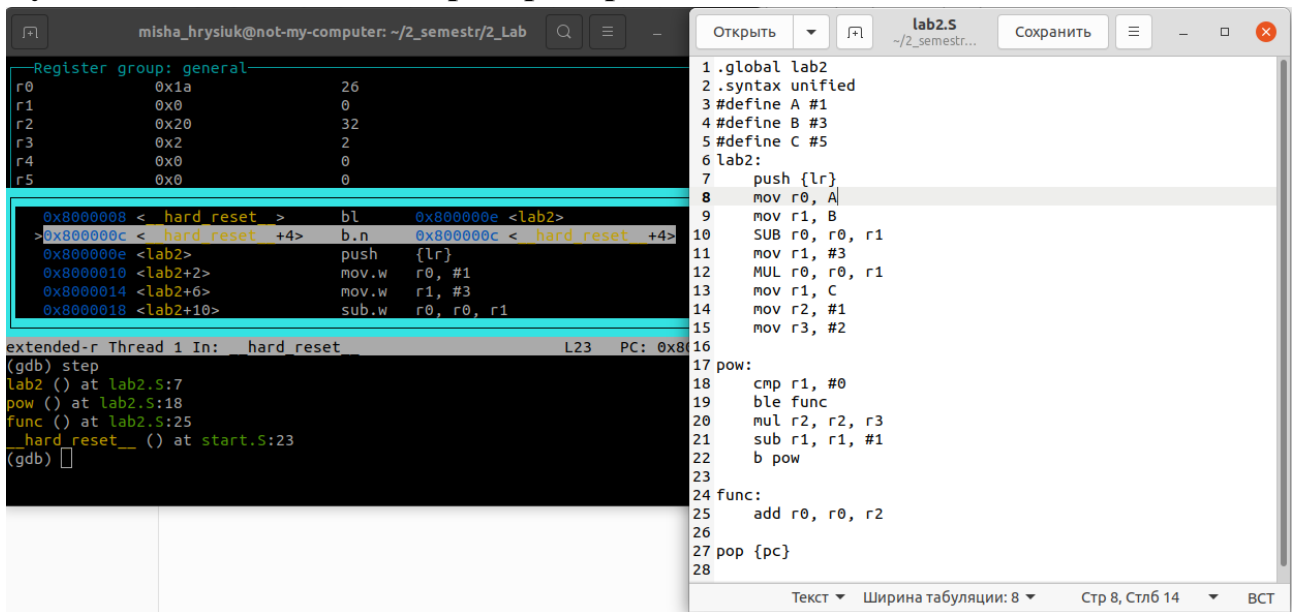 misha_hrysiuk@not-my-computer: ~/2_semestr/2_Lab
Register group: general
r0 0x1a 26
r1 0x0 0
r2 0x20 32
r3 0x2 2
r4 0x0 0
r5 0x0 0
0x8000008 <__hard_reset__> bl 0x800000e <lab2>
>0x800000c <__hard_reset__+4> b.n 0x800000c <__hard_reset__+4>
0x800000e <lab2> push {lr}
0x8000010 <lab2+2> mov.w r0, #1
0x8000014 <lab2+6> mov.w r1, #3
0x8000018 <lab2+10> sub.w r0, r0, r1
extended-r Thread 1 In: __hard_reset__ L23 PC: 0x80
(gdb) step
lab2 () at lab2.S:7
pow () at lab2.S:18
func () at lab2.S:25
__hard_reset__ () at start.S:23
(gdb)
Открыть
lab2.S
~/2_semestr...
Сохранить
1 .global lab2
2 .syntax unified
3 #define A #1
4 #define B #3
5 #define C #5
6 lab2:
7 push {lr}
8 mov r0, A
9 mov r1, B
10 SUB r0, r0, r1
11 mov r1, #3
12 MUL r0, r0, r1
13 mov r1, C
14 mov r2, #1
15 mov r3, #2
16
17 pow:
18 cmp r1, #0
19 ble func
20 mul r2, r2, r3
21 sub r1, r1, #1
22 b pow
23
24 func:
25 add r0, r0, r2
26
27 pop {pc}
28
Текст Ширина табуляции: 8 Стр 8, Стлб 14 ВСТ